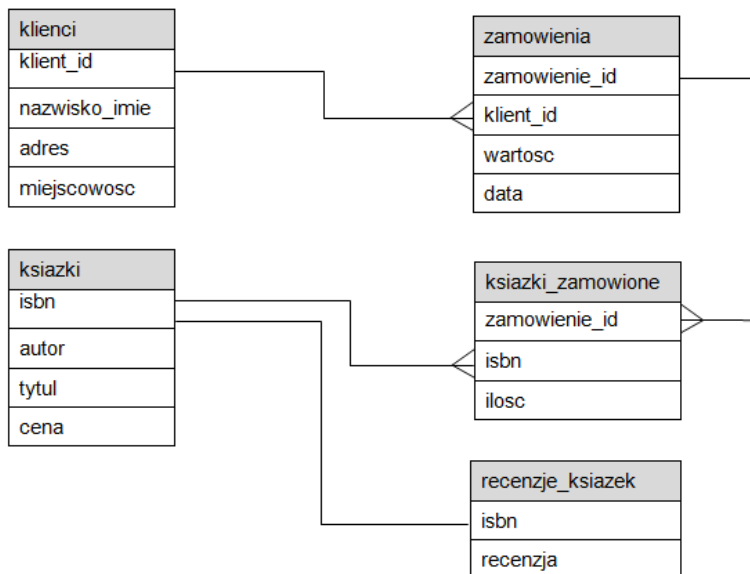 klienci
klient_id
nazwisko_imie
adres
miejscowosc
zamowienia
zamowienie_id
klient_id
wartosc
data
ksiazki
isbn
autor
tytul
cena
ksiazki_zamowione
zamowienie_id
isbn
ilosc
recenzje_ksiazek
isbn
recenzja